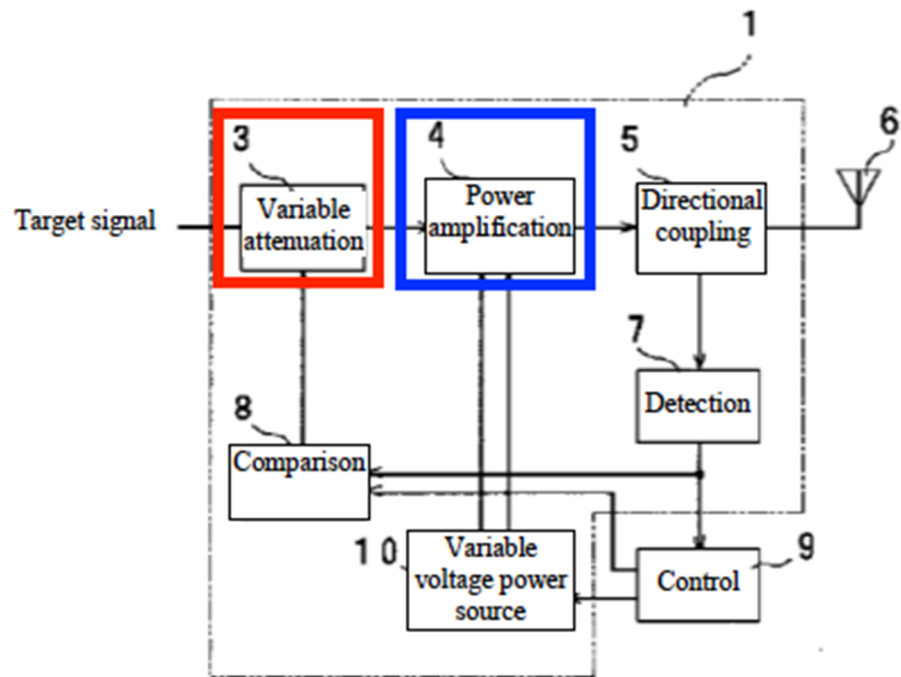 1
3
4
5
6
Target signal
Variable
attenuation
Power
amplification
Directional
coupling
7
Detection
8
Comparison
10
Variable
voltage power
source
9
Control